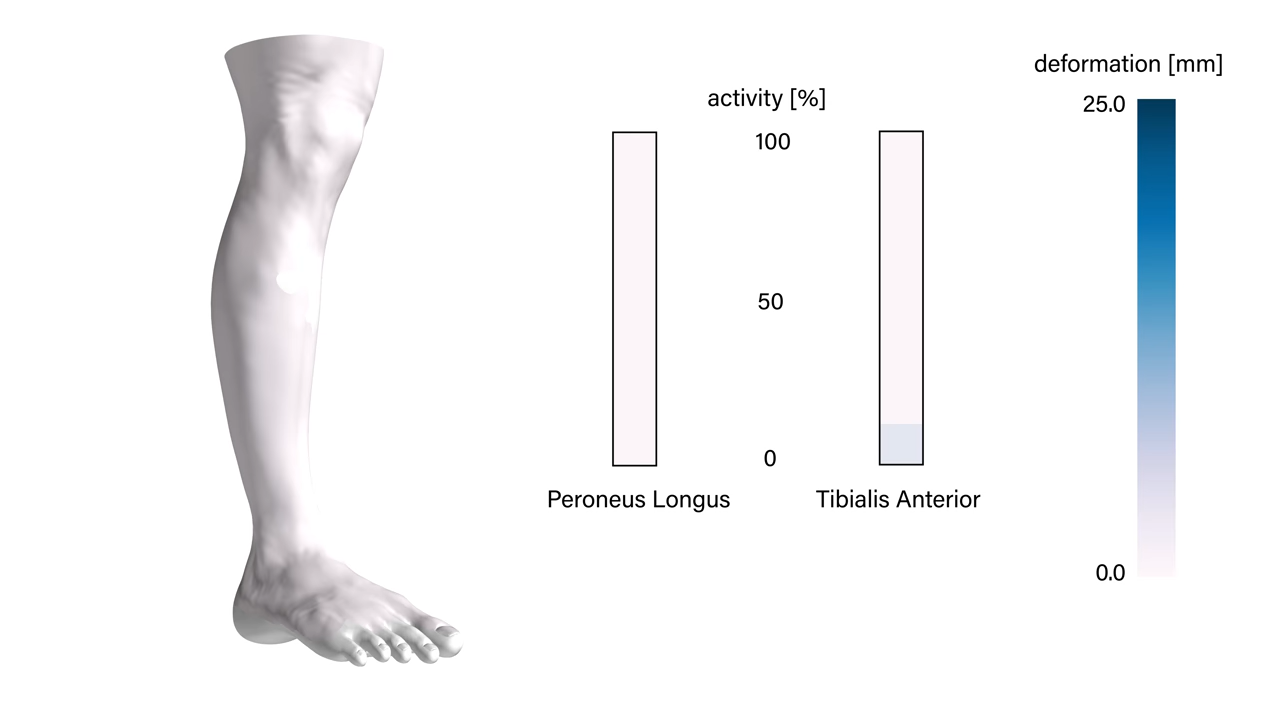 deformation [mm]
25.0
0.0
activity [%]
100
50
0
Peroneus Longus
Tibialis Anterior